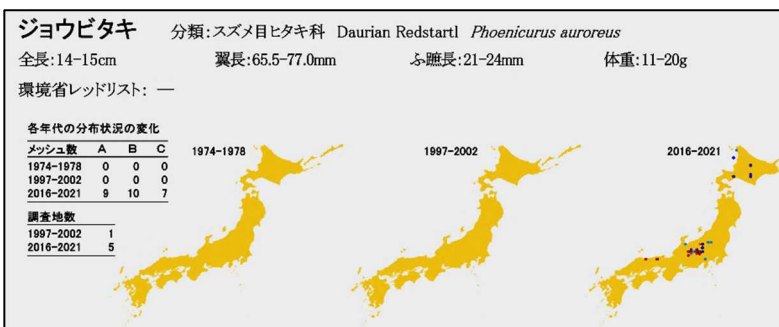 ジョウビタキ 分類:スズメ目ヒタキ科 Daurian Redstartl Phoenicurus auroreus
全長:14-15cm 翼長:65.5-77.0mm ふ蹠長:21-24mm 体重:11-20g
環境省レッドリスト: ―
各年代の分布状況の変化
メッシュ数 A B C
1974-1978 0 0 0
1997-2002 0 0 0
2016-2021 9 10 7
調査地数
1997-2002 1
2016-2021 5
1974-1978
1997-2002
2016-2021